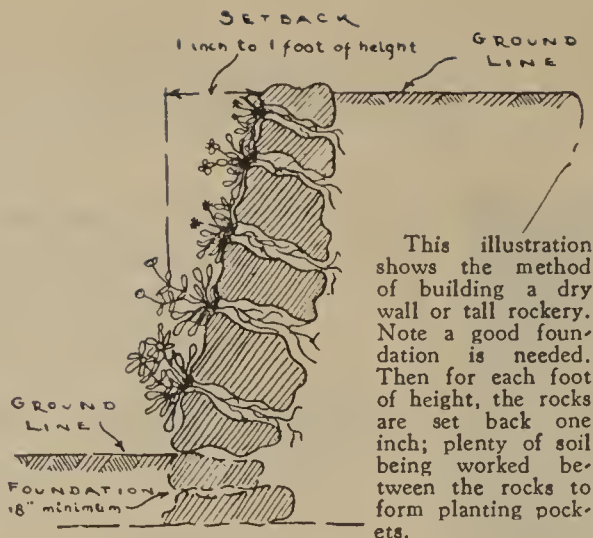 SETBACK
1 inch to 1 foot of height
GROUND
LINE
This illustration
shows the method
of building a dry
wall or tall rockery.
Note a good foun-
dation is needed.
Then for each foot
of height, the rocks
are set back one
inch; plenty of soil
being worked be-
tween the rocks to
form planting pock-
ets.
GROUND
LINE
FOUNDATION
18" minimum